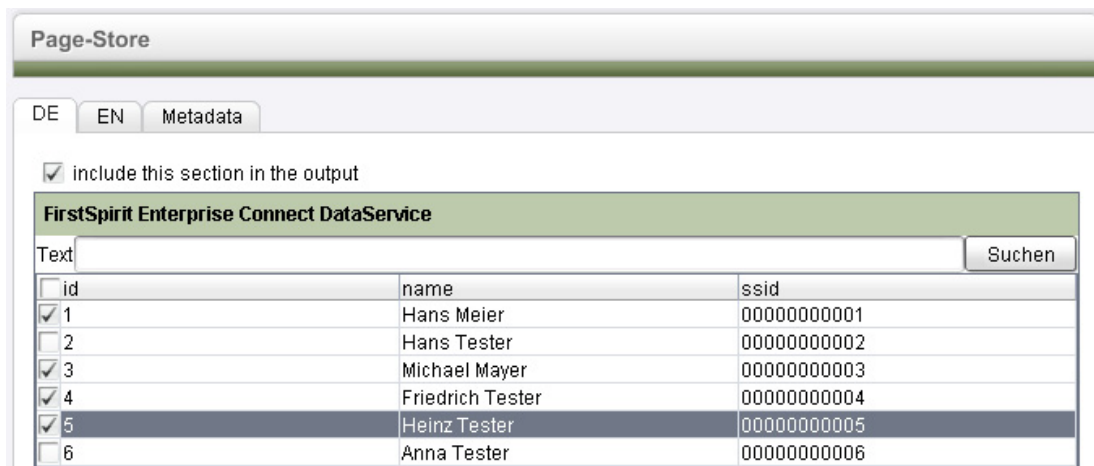 Page-Store
DE EN Metadata
include this section in the output
FirstSpirit Enterprise Connect DataService
Text Suchen
id name ssid
1 Hans Meier 00000000001
2 Hans Tester 00000000002
3 Michael Mayer 00000000003
4 Friedrich Tester 00000000004
5 Heinz Tester 00000000005
6 Anna Tester 00000000006